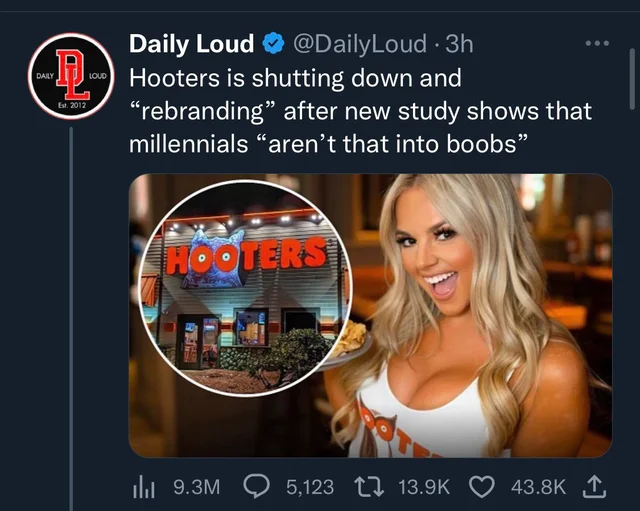 Daily Loud @DailyLoud · 3h
DAILY DL LOUD
Est. 2012
Hooters is shutting down and
“rebranding” after new study shows that
millennials “aren’t that into boobs”
HOOTERS
HOOTE
9.3M 5,123 13.9K 43.8K